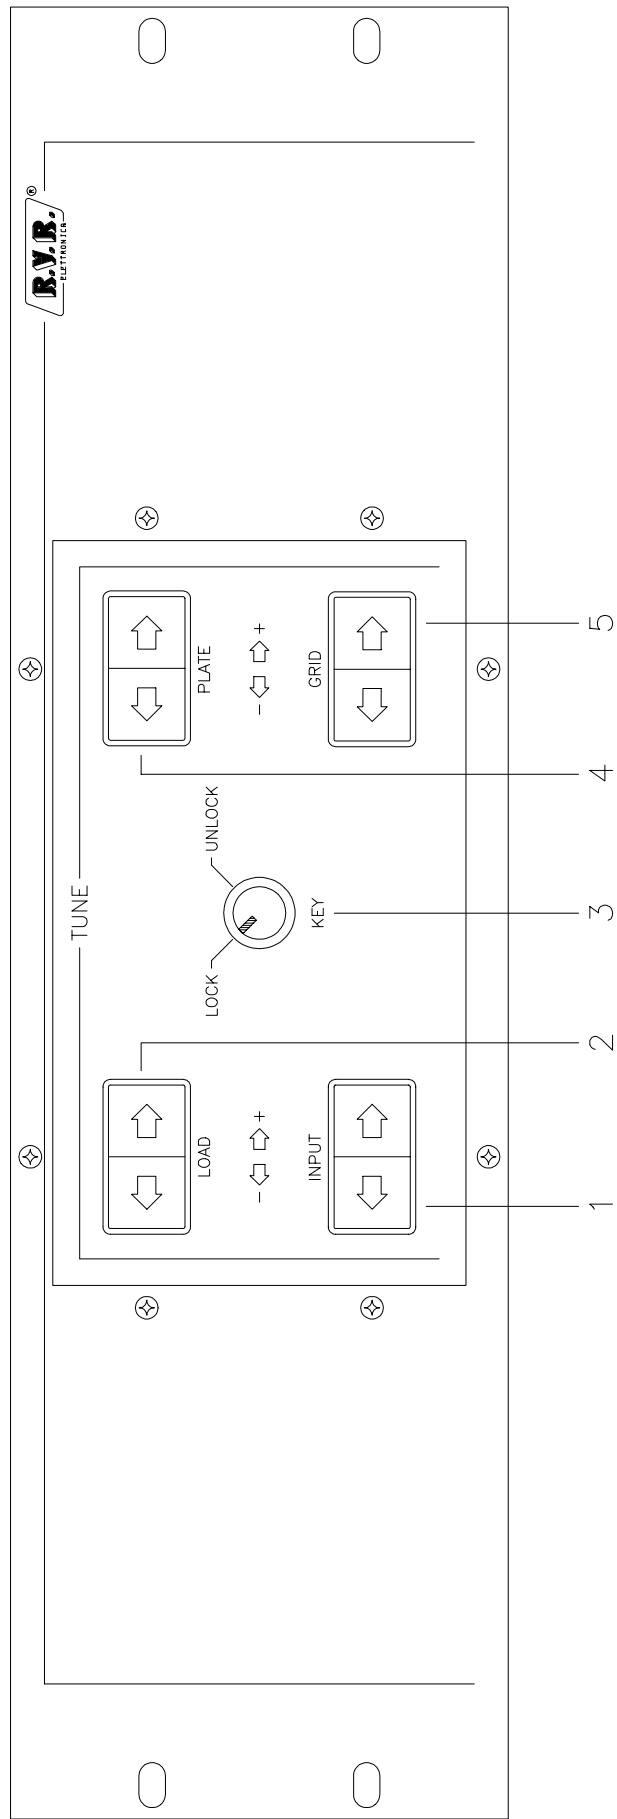 R.V.R.®
ELETTRONICA
TUNE
LOAD
LOCK
UNLOCK
PLATE
- +
- +
INPUT
KEY
GRID
1
2
3
4
5